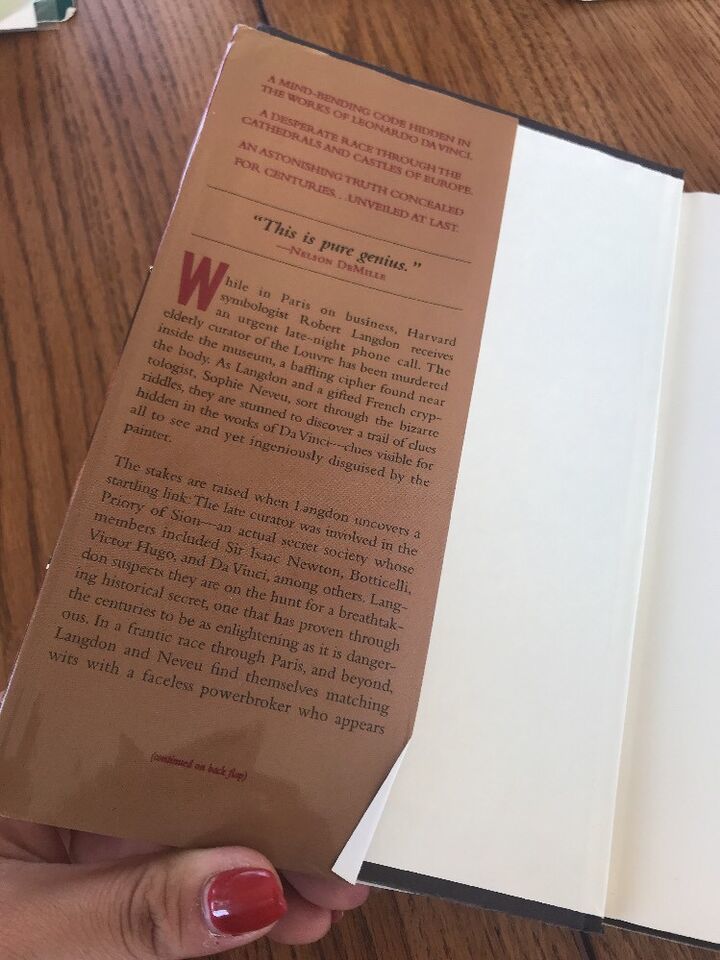 A MIND-BENDING CODE HIDDEN IN
THE WORKS OF LEONARDO DA VINCI.
A DESPERATE RACE THROUGH THE
CATHEDRALS AND CASTLES OF EUROPE.
AN ASTONISHING TRUTH CONCEALED
FOR CENTURIES...UNVEILED AT LAST.
“This is pure genius.”
—NELSON DEMILLE
While in Paris on business, Harvard
symbologist Robert Langdon receives
an urgent late-night phone call. The
elderly curator of the Louvre has been murdered
inside the museum, a baffling cipher found near
the body. As Langdon and a gifted French cryp-
tologist, Sophie Neveu, sort through the bizarre
riddles, they are stunned to discover a trail of clues
hidden in the works of Da Vinci—clues visible for
all to see and yet ingeniously disguised by the
painter.
The stakes are raised when Langdon uncovers a
startling link: The late curator was involved in the
Priory of Sion—an actual secret society whose
members included Sir Isaac Newton, Botticelli,
Victor Hugo, and Da Vinci, among others. Lang-
don suspects they are on the hunt for a breathtak-
ing historical secret, one that has proven through
the centuries to be as enlightening as it is danger-
ous. In a frantic race through Paris, and beyond,
Langdon and Neveu find themselves matching
wits with a faceless powerbroker who appears
(continued on back flap)